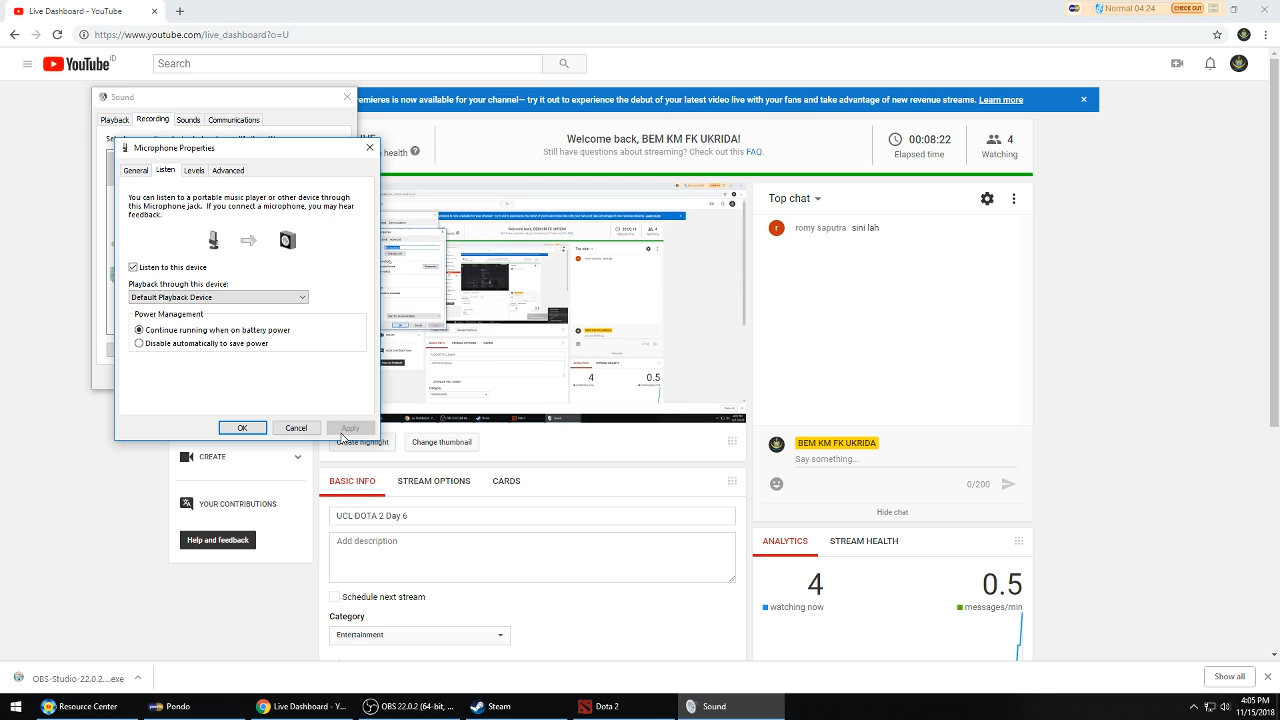 Live Dashboard - YouTube
Normal 04:24
CHECK OUT
https://www.youtube.com/live_dashboard?o=U
YouTube ID
Search
Sound
Playback
Recording
Sounds
Communications
remieres is now available for your channel— try it out to experience the debut of your latest video live with your fans and take advantage of new revenue streams. Learn more
Microphone Properties
General
Listen
Levels
Advanced
You can listen to a portable music player or other device through
this Microphone jack. If you connect a microphone, you may hear
feedback.
Listen to this device
Playback through this device:
Default Playback Device
Power Management
Continue running when on battery power
Disable automatically to save power
OK
Cancel
Apply
health
Welcome back, BEM KM FK UKRIDA!
Still have questions about streaming? Check out this FAQ.
00:08:22
Elapsed time
4
Watching
Top chat
romy saputra sini lah
BEM KM FK UKRIDA
Say something...
0/200
Hide chat
CREATE
YOUR CONTRIBUTIONS
Help and feedback
Create highlight
Change thumbnail
BASIC INFO
STREAM OPTIONS
CARDS
UCL DOTA 2 Day 6
Add description
Schedule next stream
Category
Entertainment
ANALYTICS
STREAM HEALTH
4
watching now
0.5
messages/min
OBS-Studio-22.0.2....exe
Show all
Resource Center
Pondo
Live Dashboard - Y...
OBS 22.0.2 (64-bit, ...
Steam
Dota 2
Sound
4:05 PM
11/15/2018